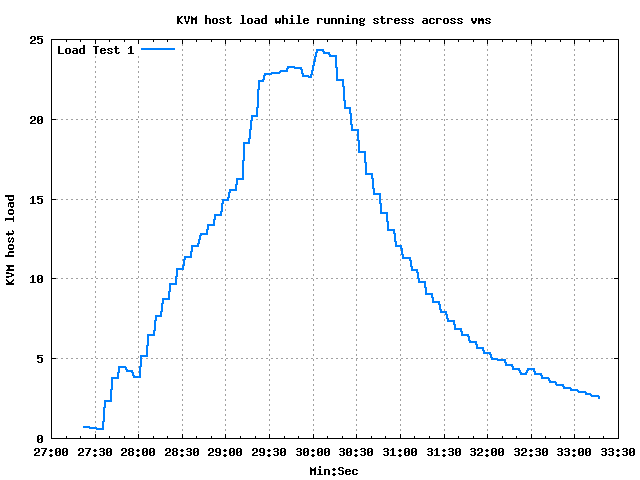 KVM host load while running stress across vms
Load Test 1
25
20
15
10
5
0
KVM host load
27:00 27:30 28:00 28:30 29:00 29:30 30:00 30:30 31:00 31:30 32:00 32:30 33:00 33:30
Min:Sec